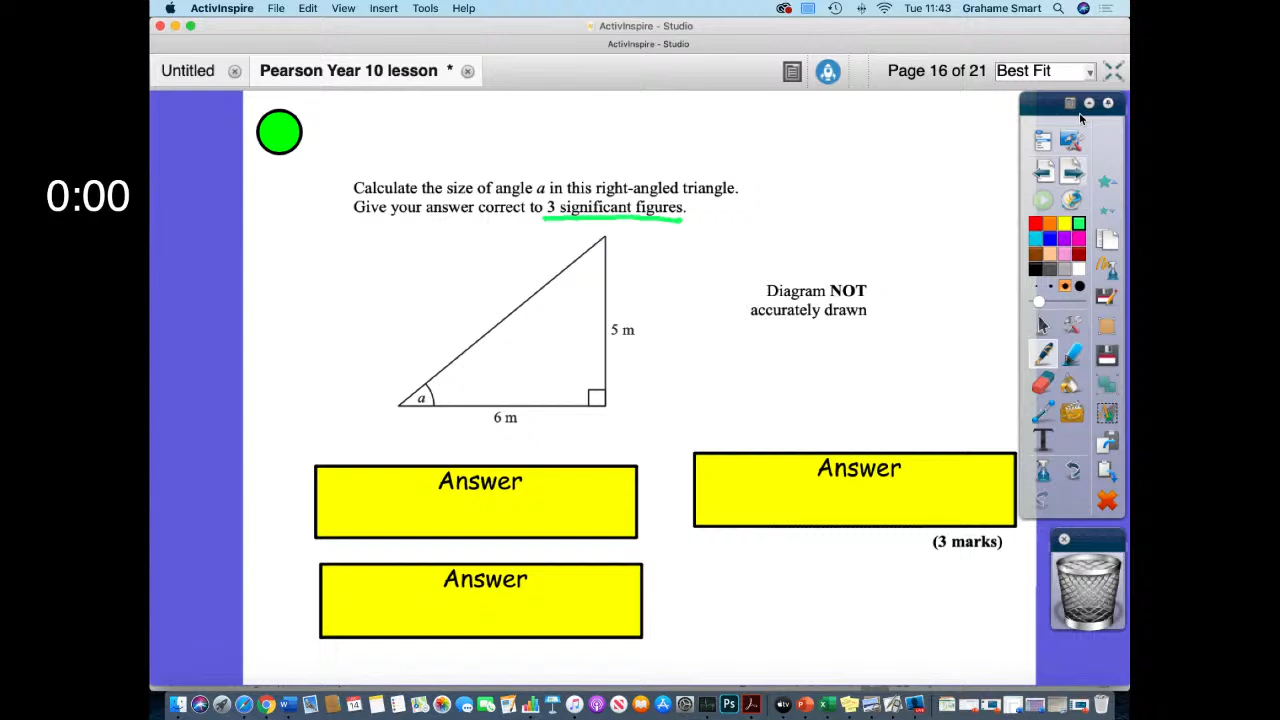 ActivInspire File Edit View Insert Tools Help Tue 11:43 Grahame Smart
ActivInspire - Studio
ActivInspire - Studio
Untitled Pearson Year 10 lesson * Page 16 of 21 Best Fit
0:00
Calculate the size of angle a in this right-angled triangle.
Give your answer correct to 3 significant figures.
Diagram NOT
accurately drawn
5 m
a
6 m
Answer
Answer
(3 marks)
Answer